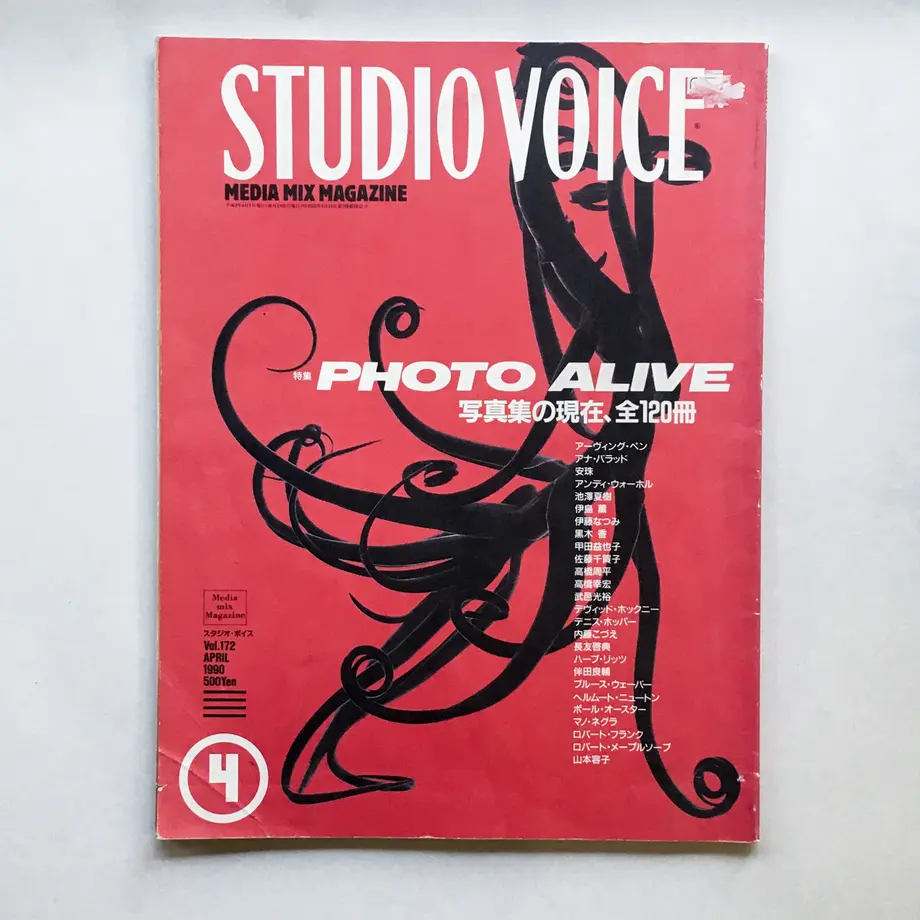 STUDIO VOICE
MEDIA MIX MAGAZINE
特集 PHOTO ALIVE
写真集の現在、全120冊
アーヴィング・ペン
アナ・バラッド
安珠
アンディ・ウォーホル
池澤夏樹
伊島 薫
伊藤なつみ
黒木 香
甲田益也子
佐藤千賀子
高橋周平
高橋幸宏
武邑光裕
デヴィッド・ホックニー
デニス・ホッパー
内藤こづえ
長友啓典
ハーブ・リッツ
伴田良輔
ブルース・ウェーバー
ヘルムート・ニュートン
ポール・オースター
マノ・ネグラ
ロバート・フランク
ロバート・メープルソープ
山本容子
Media
mix
Magazine
スタジオ・ボイス
Vol.172
APRIL
1990
500Yen
4